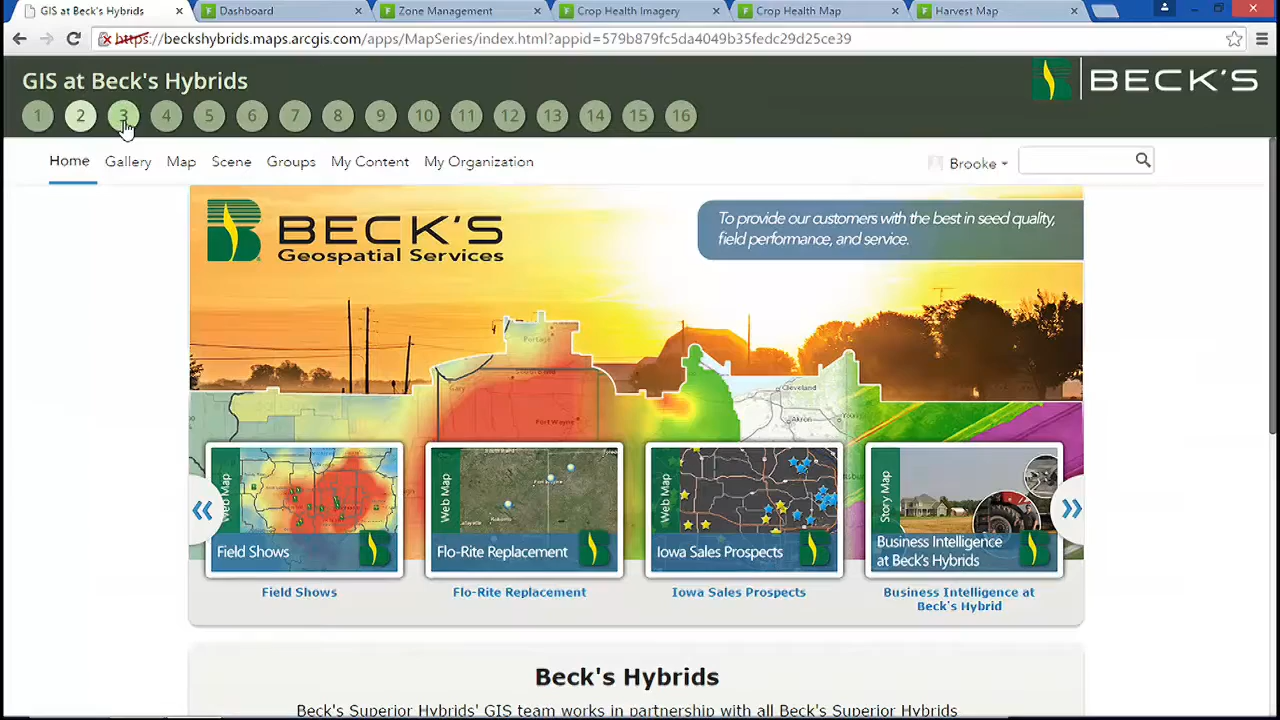 GIS at Beck's Hybrids
Dashboard
Zone Management
Crop Health Imagery
Crop Health Map
Harvest Map
https://beckshybrids.maps.arcgis.com/apps/MapSeries/index.html?appid=579b879fc5da4049b35fedc29d25ce39
GIS at Beck's Hybrids
BECK'S
1 2 3 4 5 6 7 8 9 10 11 12 13 14 15 16
Home Gallery Map Scene Groups My Content My Organization
Brooke
BECK'S
Geospatial Services
To provide our customers with the best in seed quality,
field performance, and service.
Portage
Gary
Fort Wayne
Cleveland
Akron
Web Map
Field Shows
Web Map
Flo-Rite Replacement
Web Map
Iowa Sales Prospects
Story Map
Business Intelligence
at Beck's Hybrids
Field Shows
Flo-Rite Replacement
Iowa Sales Prospects
Business Intelligence at
Beck's Hybrid
Beck's Hybrids
Beck's Superior Hybrids' GIS team works in partnership with all Beck's Superior Hybrids